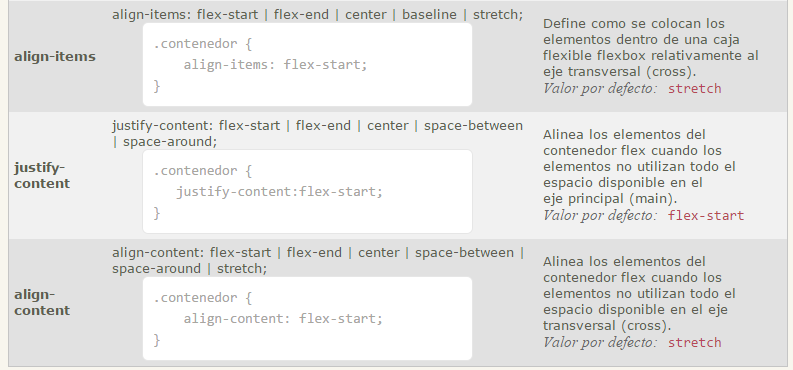 align-items
align-items: flex-start | flex-end | center | baseline | stretch;
.contenedor {
    align-items: flex-start;
}
Define como se colocan los
elementos dentro de una caja
flexible flexbox relativamente al
eje transversal (cross).
Valor por defecto: stretch
justify-
content
justify-content: flex-start | flex-end | center | space-between
| space-around;
.contenedor {
   justify-content:flex-start;
}
Alinea los elementos del
contenedor flex cuando los
elementos no utilizan todo el
espacio disponible en el
eje principal (main).
Valor por defecto: flex-start
align-
content
align-content: flex-start | flex-end | center | space-between |
space-around | stretch;
.contenedor {
    align-content: flex-start;
}
Alinea los elementos del
contenedor flex cuando los
elementos no utilizan todo el
espacio disponible en el eje
transversal (cross).
Valor por defecto: stretch